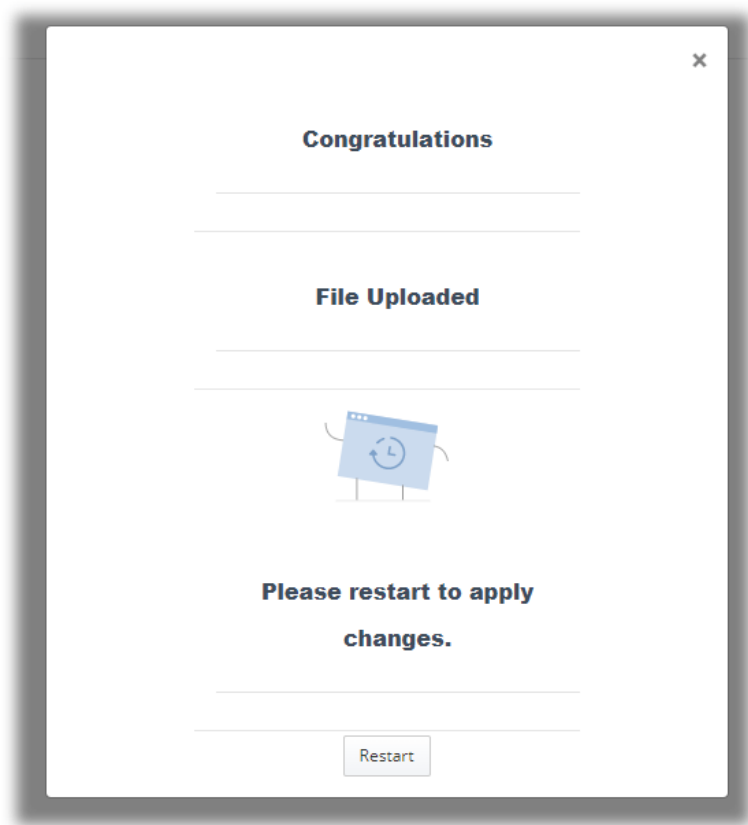 ×
Congratulations
File Uploaded
Please restart to apply
changes.
Restart